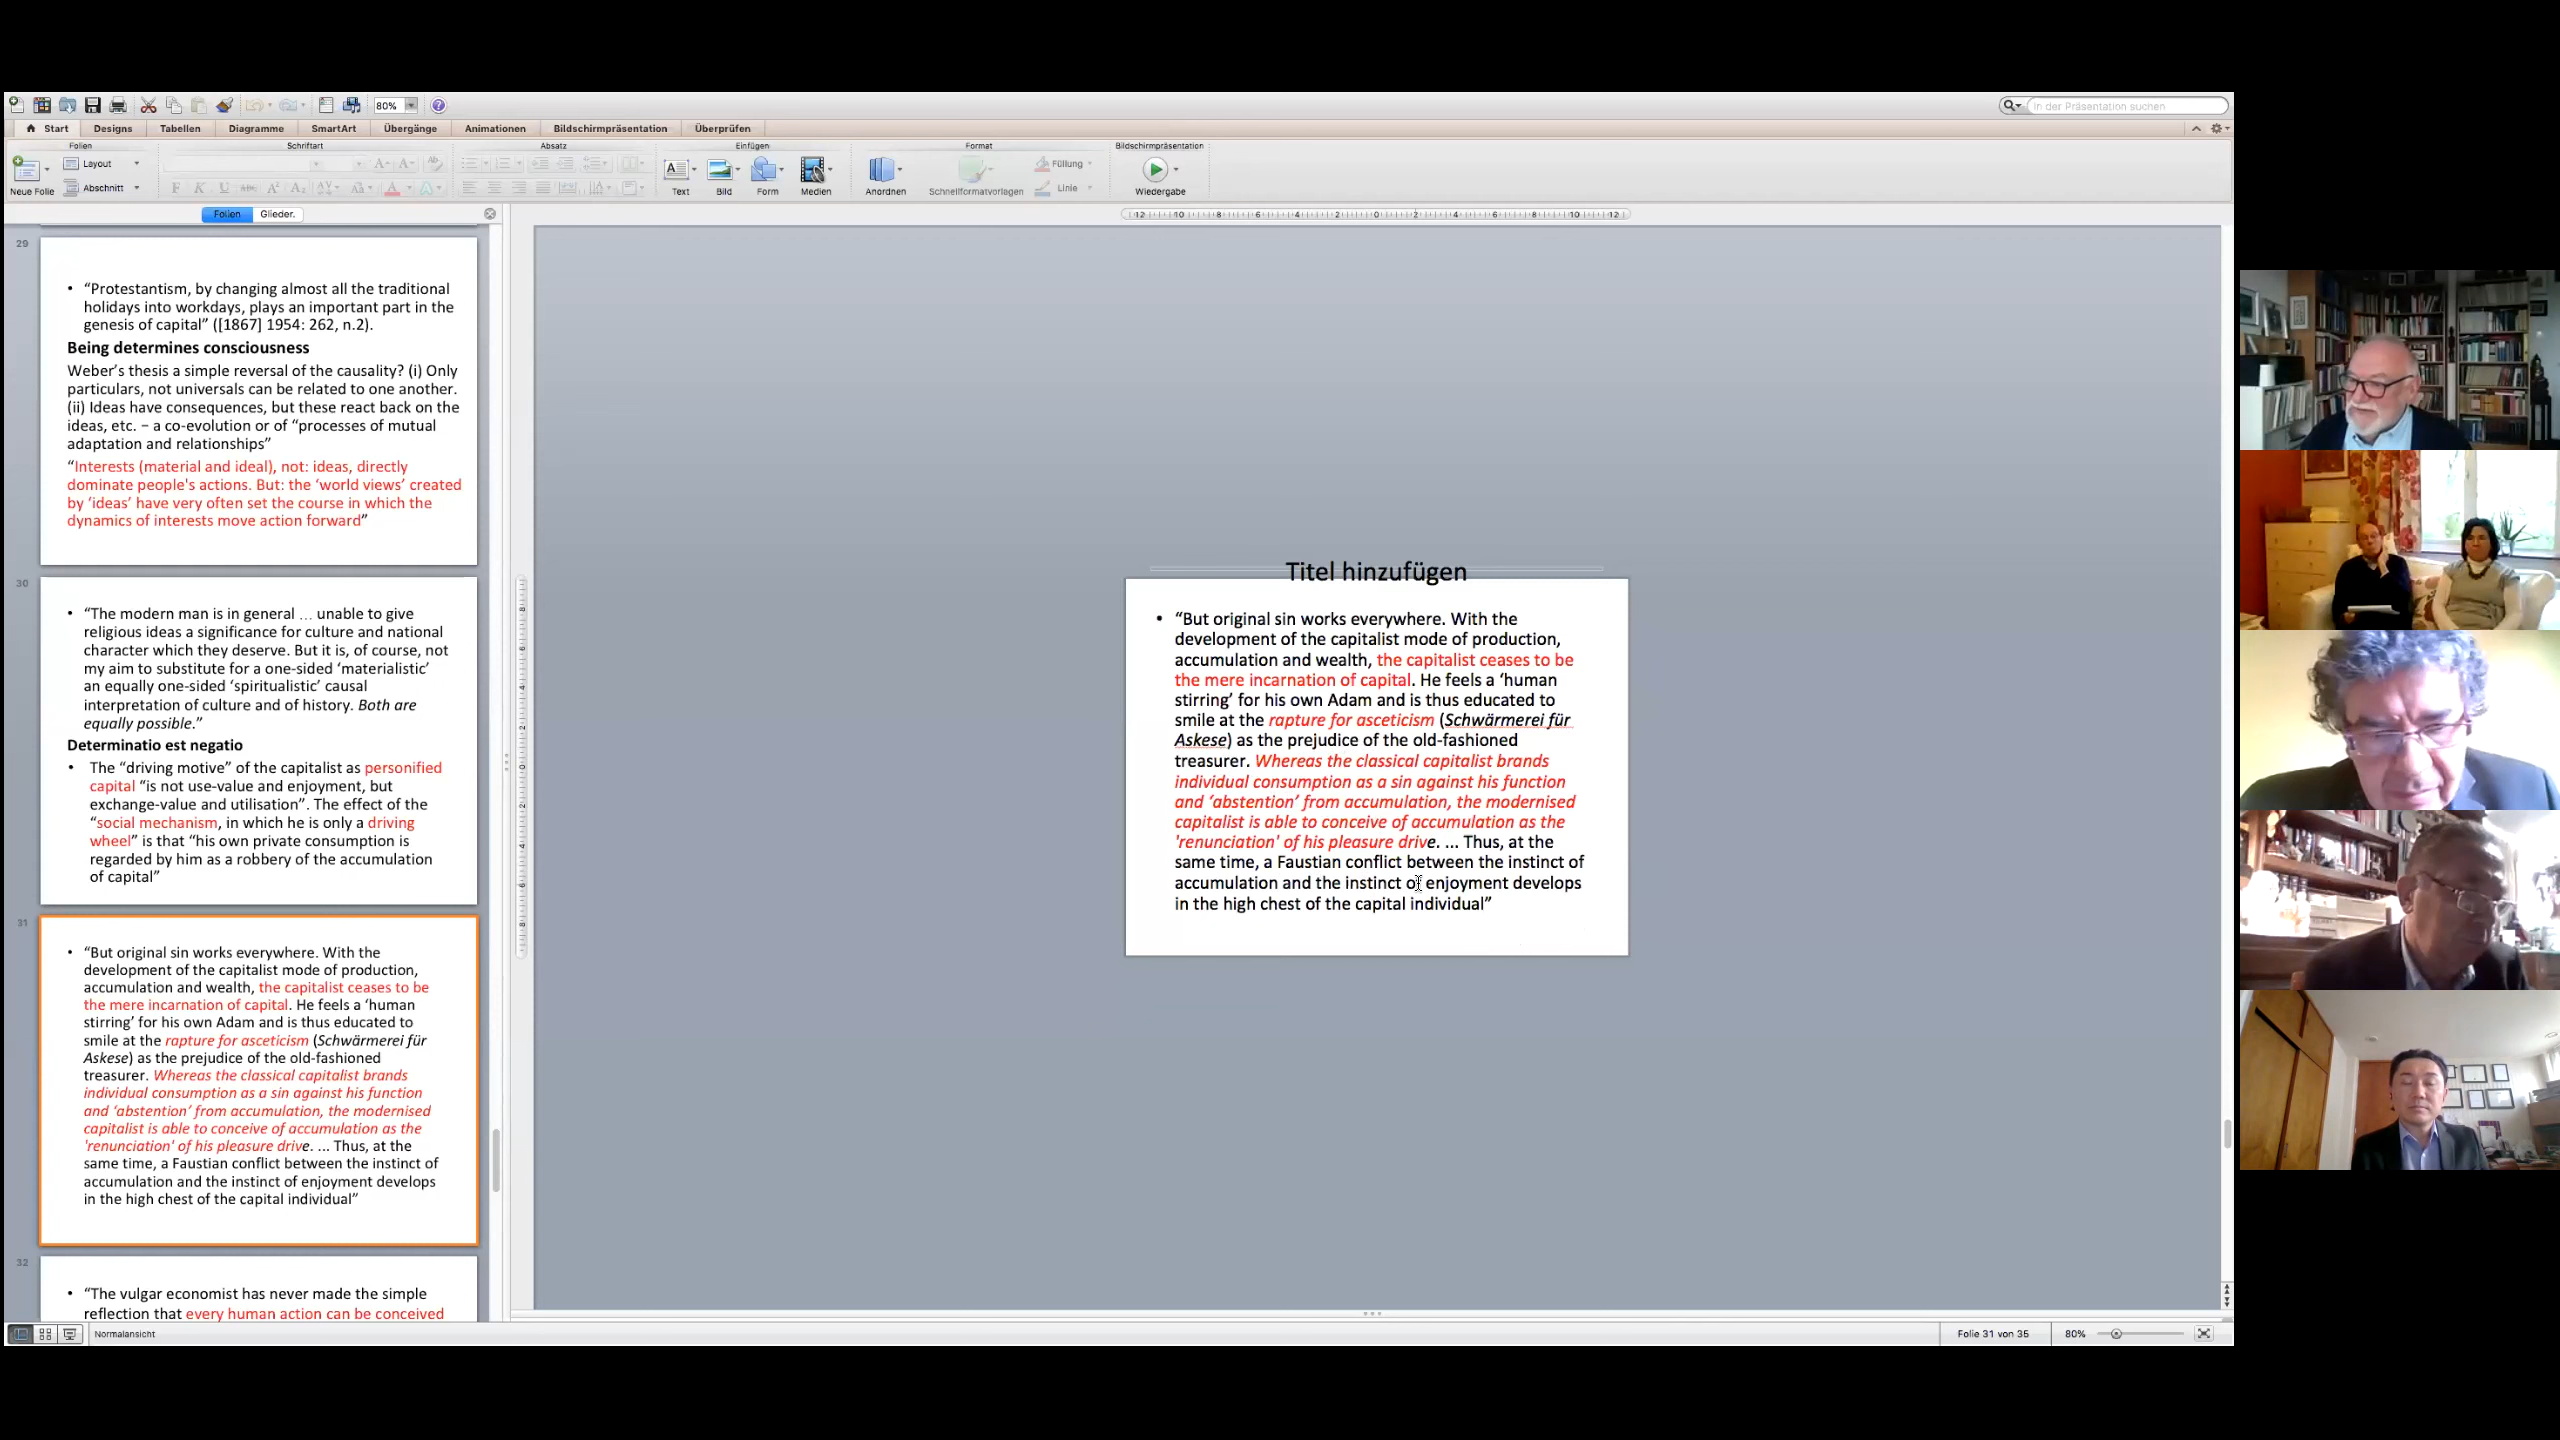 80%
In der Präsentation suchen
Start
Designs
Tabellen
Diagramme
SmartArt
Übergänge
Animationen
Bildschirmpräsentation
Überprüfen
Folien
Schriftart
Absatz
Einfügen
Format
Bildschirmpräsentation
Neue Folie
Layout
Abschnitt
Text
Bild
Form
Medien
Anordnen
Schnellformatvorlagen
Füllung
Linie
Wiedergabe
Folien
Glieder.
29
• “Protestantism, by changing almost all the traditional
holidays into workdays, plays an important part in the
genesis of capital” ([1867] 1954: 262, n.2).
Being determines consciousness
Weber’s thesis a simple reversal of the causality? (i) Only
particulars, not universals can be related to one another.
(ii) Ideas have consequences, but these react back on the
ideas, etc. – a co-evolution or of “processes of mutual
adaptation and relationships”
“Interests (material and ideal), not: ideas, directly
dominate people's actions. But: the ‘world views’ created
by ‘ideas’ have very often set the course in which the
dynamics of interests move action forward”
30
• “The modern man is in general … unable to give
religious ideas a significance for culture and national
character which they deserve. But it is, of course, not
my aim to substitute for a one-sided ‘materialistic’
an equally one-sided ‘spiritualistic’ causal
interpretation of culture and of history. Both are
equally possible.”
Determinatio est negatio
• The “driving motive” of the capitalist as personified
capital “is not use-value and enjoyment, but
exchange-value and utilisation”. The effect of the
“social mechanism, in which he is only a driving
wheel” is that “his own private consumption is
regarded by him as a robbery of the accumulation
of capital”
31
• “But original sin works everywhere. With the
development of the capitalist mode of production,
accumulation and wealth, the capitalist ceases to be
the mere incarnation of capital. He feels a ‘human
stirring’ for his own Adam and is thus educated to
smile at the rapture for asceticism (Schwärmerei für
Askese) as the prejudice of the old-fashioned
treasurer. Whereas the classical capitalist brands
individual consumption as a sin against his function
and ‘abstention’ from accumulation, the modernised
capitalist is able to conceive of accumulation as the
'renunciation' of his pleasure drive. ... Thus, at the
same time, a Faustian conflict between the instinct of
accumulation and the instinct of enjoyment develops
in the high chest of the capital individual”
32
• “The vulgar economist has never made the simple
reflection that every human action can be conceived
Titel hinzufügen
• “But original sin works everywhere. With the
development of the capitalist mode of production,
accumulation and wealth, the capitalist ceases to be
the mere incarnation of capital. He feels a ‘human
stirring’ for his own Adam and is thus educated to
smile at the rapture for asceticism (Schwärmerei für
Askese) as the prejudice of the old-fashioned
treasurer. Whereas the classical capitalist brands
individual consumption as a sin against his function
and ‘abstention’ from accumulation, the modernised
capitalist is able to conceive of accumulation as the
'renunciation' of his pleasure drive. ... Thus, at the
same time, a Faustian conflict between the instinct of
accumulation and the instinct of enjoyment develops
in the high chest of the capital individual”
Normalansicht
Folie 31 von 35
80%